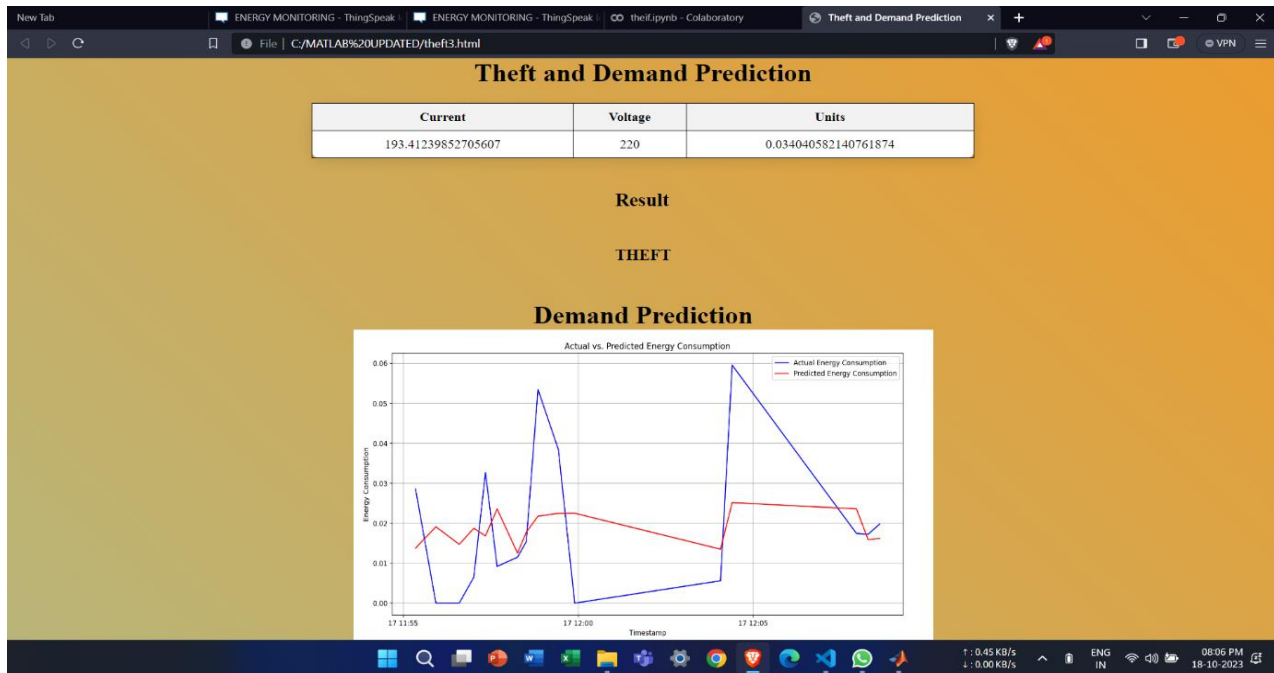 New Tab
ENERGY MONITORING - ThingSpeak I
ENERGY MONITORING - ThingSpeak I
theif.ipynb - Colaboratory
Theft and Demand Prediction
File | C:/MATLAB%20UPDATED/theft3.html
VPN
Theft and Demand Prediction
Current Voltage Units
193.41239852705607 220 0.034040582140761874
Result
THEFT
Demand Prediction
Actual vs. Predicted Energy Consumption
Actual Energy Consumption
Predicted Energy Consumption
0.06
0.05
0.04
0.03
0.02
0.01
0.00
Energy Consumption
17 11:55 17 12:00 17 12:05
Timestamp
↑ : 0.45 KB/s
↓ : 0.00 KB/s
ENG
IN
08:06 PM
18-10-2023